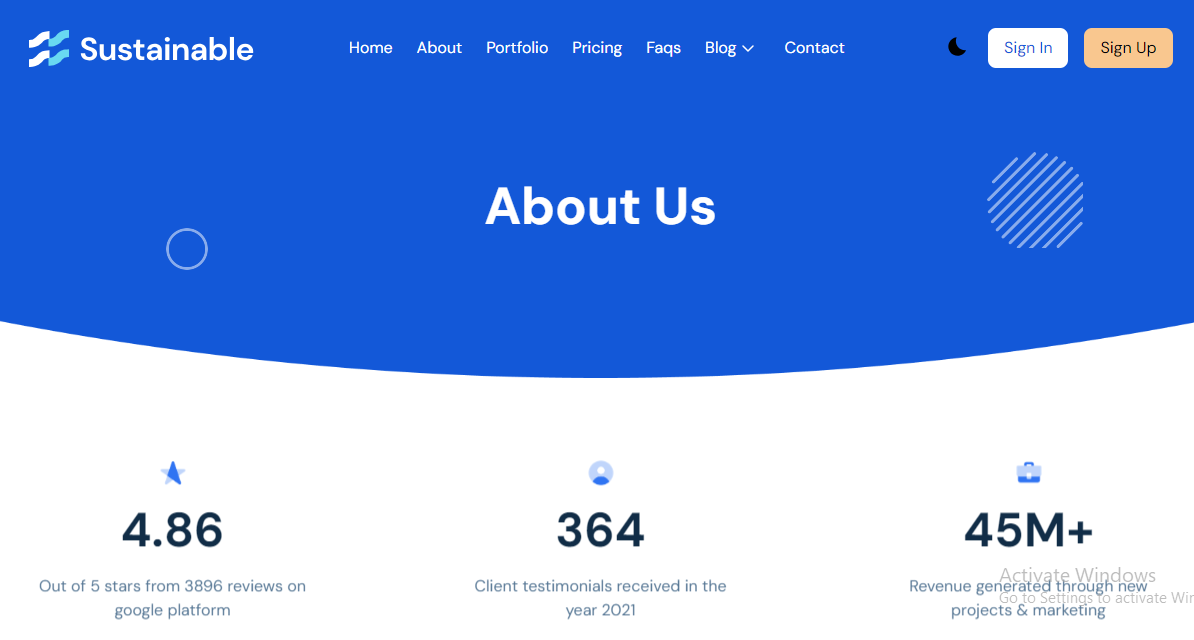 Sustainable
Home About Portfolio Pricing Faqs Blog Contact
Sign In Sign Up
About Us
4.86
Out of 5 stars from 3896 reviews on
google platform
364
Client testimonials received in the
year 2021
45M+
Revenue generated through new
projects & marketing
Activate Windows
Go to Settings to activate Wi